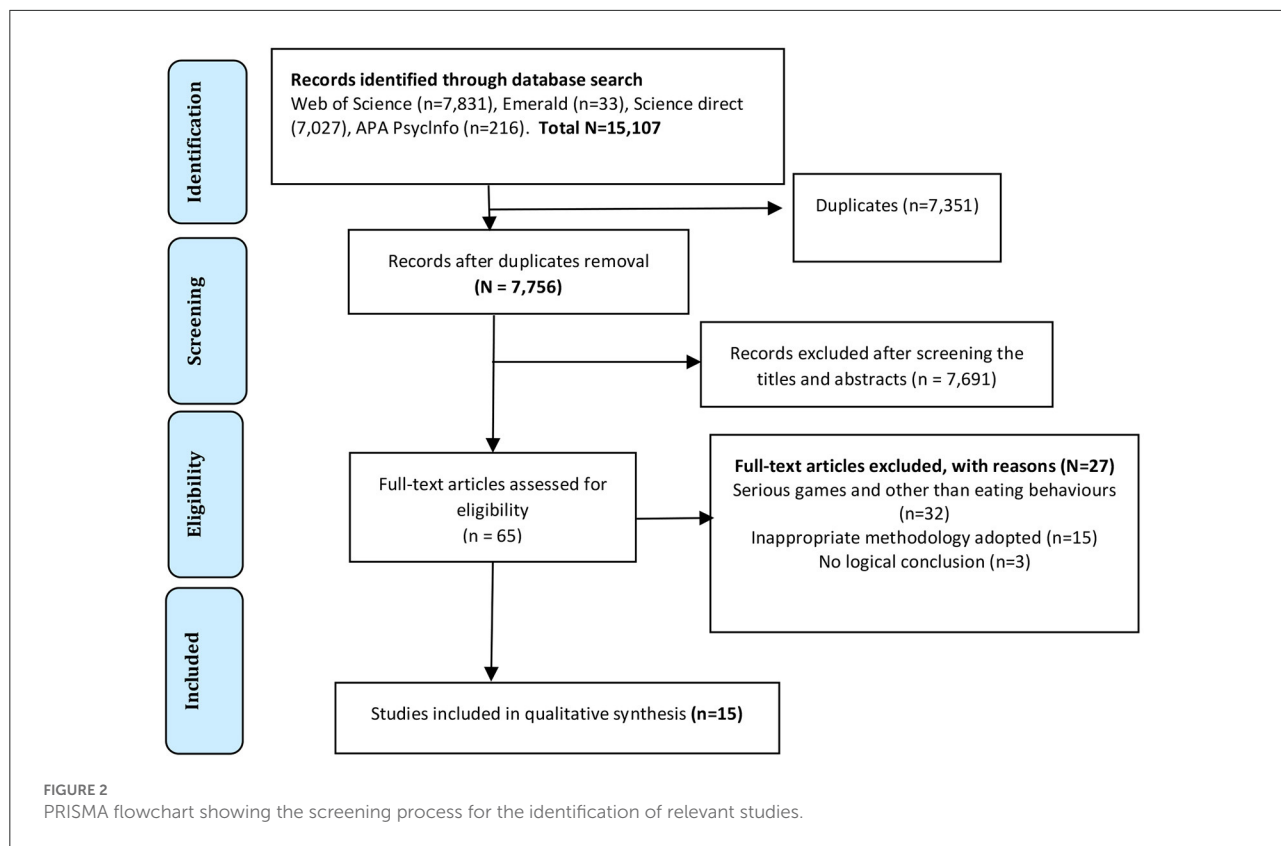 Identification
Records identified through database search
Web of Science (n=7,831), Emerald (n=33), Science direct
(7,027), APA PsycInfo (n=216). Total N=15,107
Duplicates (n=7,351)
Screening
Records after duplicates removal
(N = 7,756)
Records excluded after screening the
titles and abstracts (n = 7,691)
Eligibility
Full-text articles assessed for
eligibility
(n = 65)
Full-text articles excluded, with reasons (N=27)
Serious games and other than eating behaviours
(n=32)
Inappropriate methodology adopted (n=15)
No logical conclusion (n=3)
Included
Studies included in qualitative synthesis (n=15)
FIGURE 2
PRISMA flowchart showing the screening process for the identification of relevant studies.